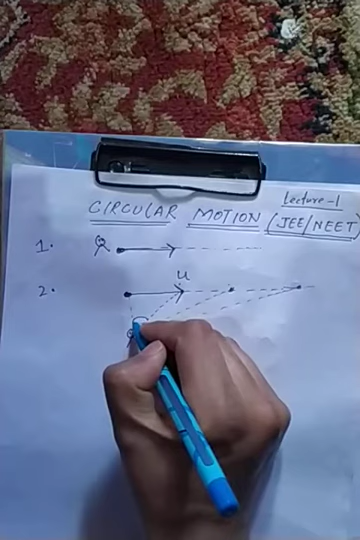 Lecture-1
CIRCULAR MOTION (JEE/NEET)
1.
2.
u